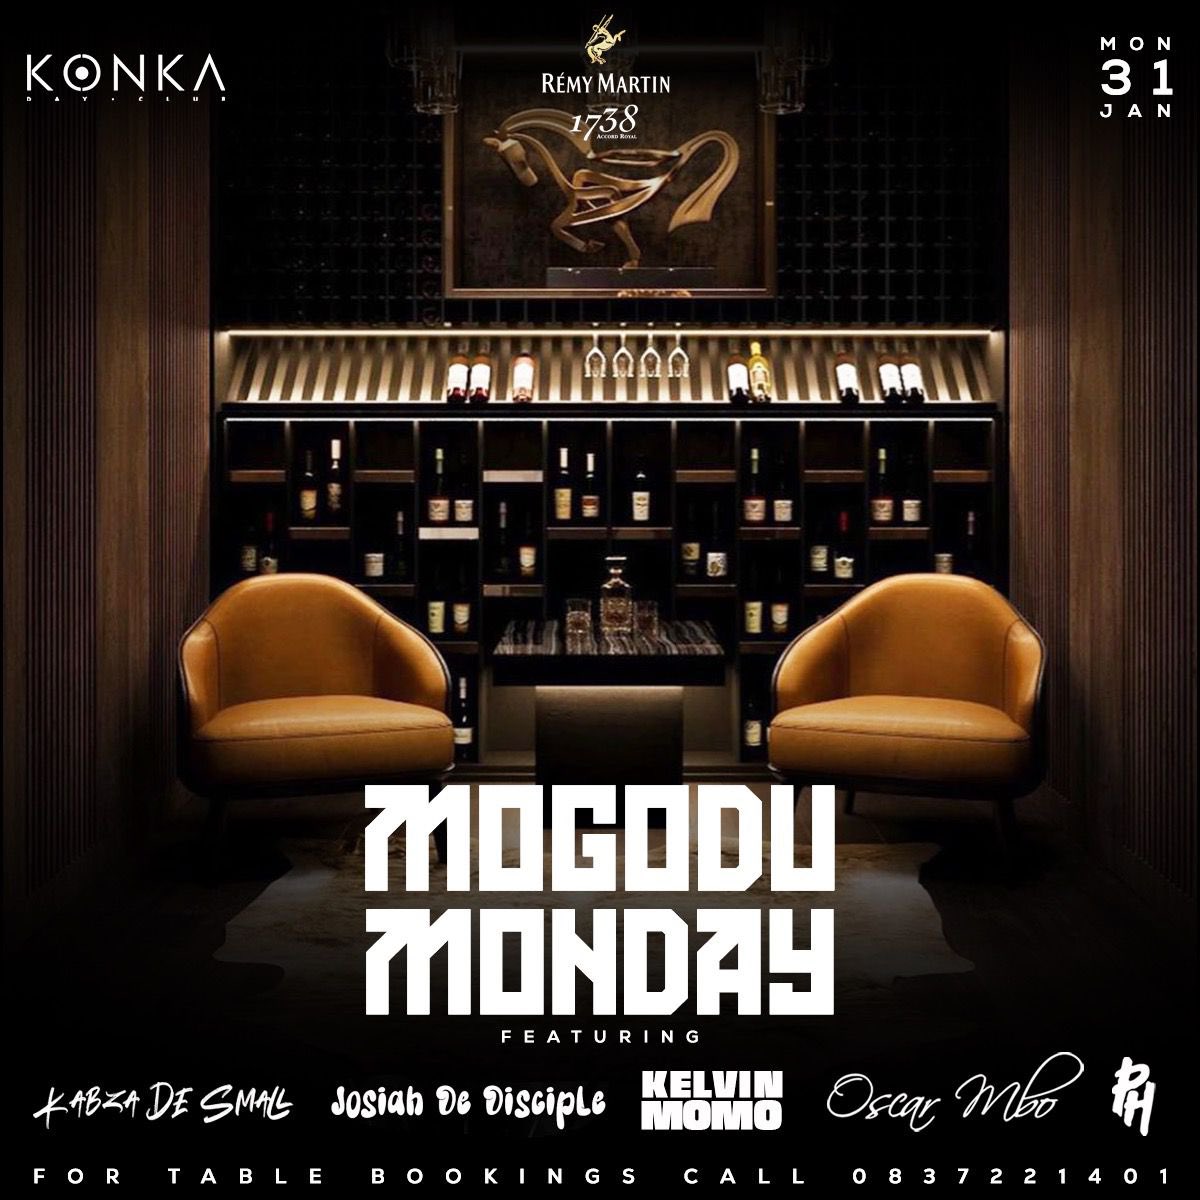 KONKA
DAY • CLUB
RÉMY MARTIN
1738
ACCORD ROYAL
MON
31
JAN
MOGODU
MONDAY
FEATURING
KABZA DE SMALL
Josiah De Disciple
KELVIN
MOMO
Oscar Mbo
PH
FOR TABLE BOOKINGS CALL 0837221401